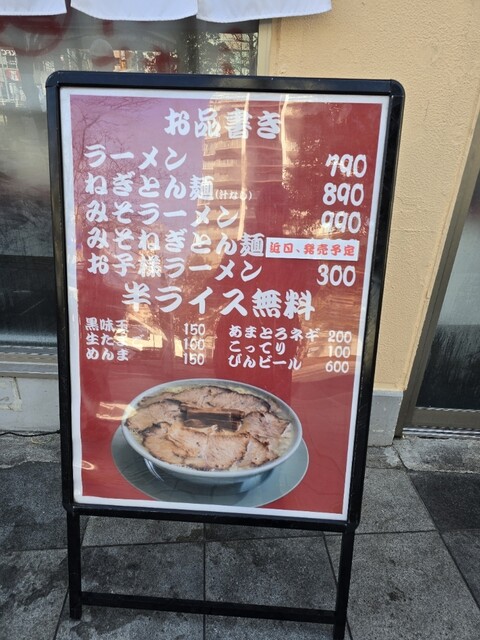 お品書き
ラーメン 790
ねぎとん麺(汁なし) 890
みそラーメン 990
みそねぎとん麺 近日、発売予定
お子様ラーメン 300
半ライス無料
黒味玉 150 あまとろネギ 200
生たま 100 こってり 100
めんま 150 びんビール 600